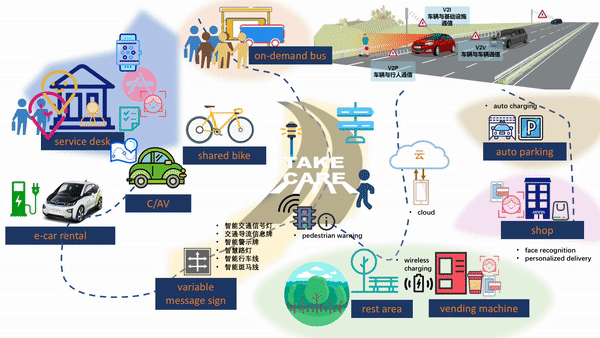 on-demand bus
V2I
车辆与基础设施
通信
V2V
车辆与车辆通信
V2P
车辆与行人通信
service desk
shared bike
TAKE
CARE
云
cloud
auto charging
P
auto parking
e-car rental
C/AV
shop
face recognition
personalized delivery
variable
message sign
智能交通信号灯
交通导流信息牌
智能警示牌
智慧路灯
智能行车线
智能斑马线
pedestrian warning
wireless
charging
rest area
vending machine